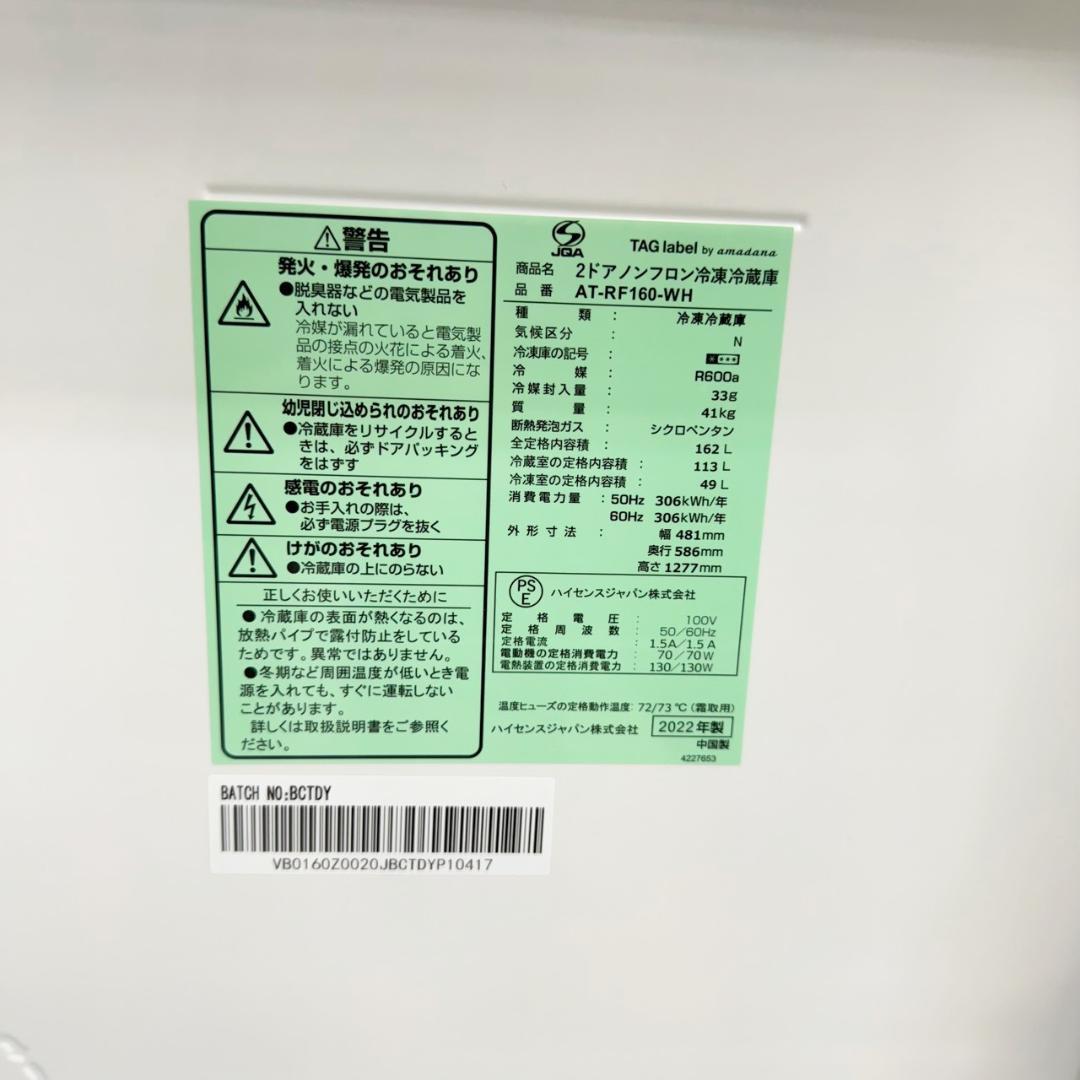 ⚠警告
発火・爆発のおそれあり
●脱臭器などの電気製品を
入れない
冷媒が漏れていると電気製
品の接点の火花による着火、
着火による爆発の原因にな
ります。
幼児閉じ込められのおそれあり
●冷蔵庫をリサイクルすると
きは、必ずドアパッキング
をはずす
感電のおそれあり
●お手入れの際は、
必ず電源プラグを抜く
けがのおそれあり
●冷蔵庫の上にのらない
正しくお使いいただくために
●冷蔵庫の表面が熱くなるのは、
放熱パイプで露付防止をしている
ためです。異常ではありません。
●冬期など周囲温度が低いとき電
源を入れても、すぐに運転しない
ことがあります。
詳しくは取扱説明書をご参照く
ださい。
JQA
TAG label by amadana
商品名 2ドアノンフロン冷凍冷蔵庫
品番 AT-RF160-WH
種類 : 冷凍冷蔵庫
気候区分 : N
冷凍庫の記号 : ****
冷媒 : R600a
冷媒封入量 : 33g
質量 : 41kg
断熱発泡ガス : シクロペンタン
全定格内容積 : 162 L
冷蔵室の定格内容積 : 113 L
冷凍室の定格内容積 : 49 L
消費電力量 : 50Hz 306kWh/年
60Hz 306kWh/年
外形寸法 : 幅 481mm
奥行 586mm
高さ 1277mm
PS
E
ハイセンスジャパン株式会社
定格電圧 : 100V
定格周波数 : 50/60Hz
定格電流 : 1.5A/1.5A
電動機の定格消費電力 : 70/70W
電熱装置の定格消費電力 : 130/130W
温度ヒューズの定格動作温度: 72/73℃(霜取用)
ハイセンスジャパン株式会社 2022年製
中国製
4227653
BATCH NO:BCTDY
VB0160Z0020JBCTDYP10417